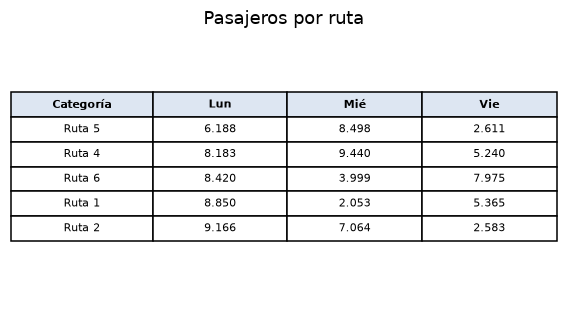 Pasajeros por ruta
Categoría Lun Mié Vie
Ruta 5 6.188 8.498 2.611
Ruta 4 8.183 9.440 5.240
Ruta 6 8.420 3.999 7.975
Ruta 1 8.850 2.053 5.365
Ruta 2 9.166 7.064 2.583